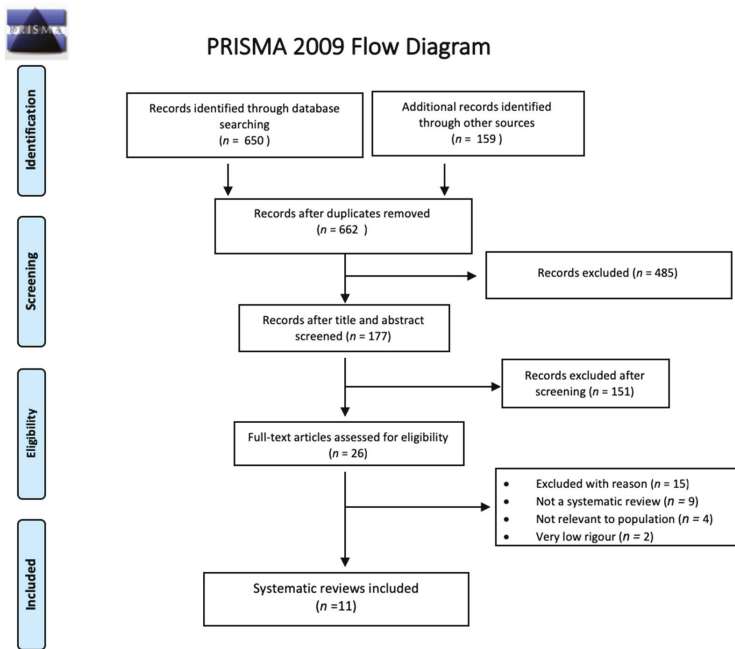 PRISMA
PRISMA 2009 Flow Diagram
Identification
Records identified through database
searching
(n = 650 )
Additional records identified
through other sources
(n = 159 )
Records after duplicates removed
(n = 662 )
Screening
Records excluded (n = 485)
Records after title and abstract
screened (n = 177)
Records excluded after
screening (n = 151)
Eligibility
Full-text articles assessed for eligibility
(n = 26)
• Excluded with reason (n = 15)
• Not a systematic review (n = 9)
• Not relevant to population (n = 4)
• Very low rigour (n = 2)
Included
Systematic reviews included
(n =11)